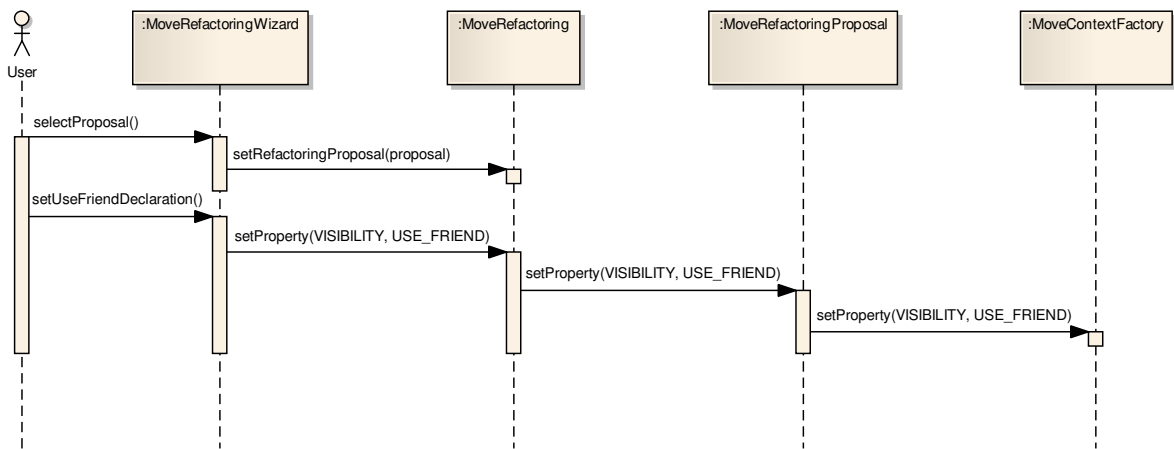 :MoveRefactoringWizard
:MoveRefactoring
:MoveRefactoringProposal
:MoveContextFactory
User
selectProposal()
setRefactoringProposal(proposal)
setUseFriendDeclaration()
setProperty(VISIBILITY, USE_FRIEND)
setProperty(VISIBILITY, USE_FRIEND)
setProperty(VISIBILITY, USE_FRIEND)